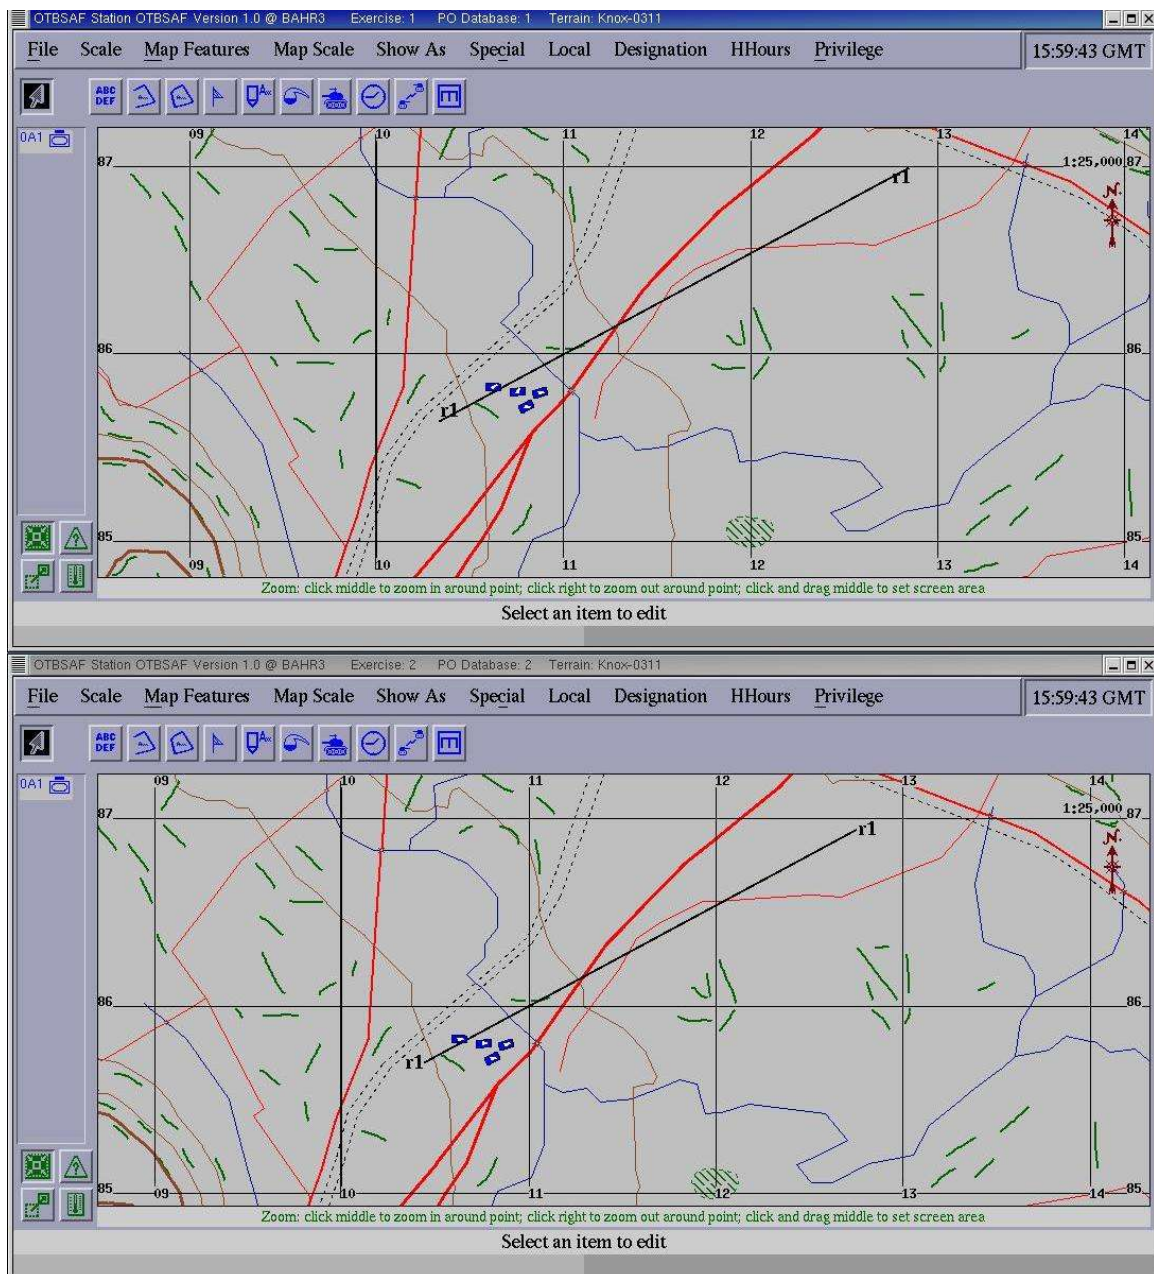 OTBSAF Station OTBSAF Version 1.0 @ BAHR3 Exercise: 1 PO Database: 1 Terrain: Knox-0311
File Scale Map Features Map Scale Show As Special Local Designation HHours Privilege 15:59:43 GMT
ABC
DEF
0A1
09 10 11 12 13 14
87 1:25,000 87
N
r1
86 86
r1
85 85
09 10 11 12 13 14
Zoom: click middle to zoom in around point; click right to zoom out around point; click and drag middle to set screen area
Select an item to edit
OTBSAF Station OTBSAF Version 1.0 @ BAHR3 Exercise: 2 PO Database: 2 Terrain: Knox-0311
File Scale Map Features Map Scale Show As Special Local Designation HHours Privilege 15:59:43 GMT
ABC
DEF
0A1
09 10 11 12 13 14
1:25,000
87 87
r1
N
86 86
r1
85 09 10 11 12 13 14 85
Zoom: click middle to zoom in around point; click right to zoom out around point; click and drag middle to set screen area
Select an item to edit